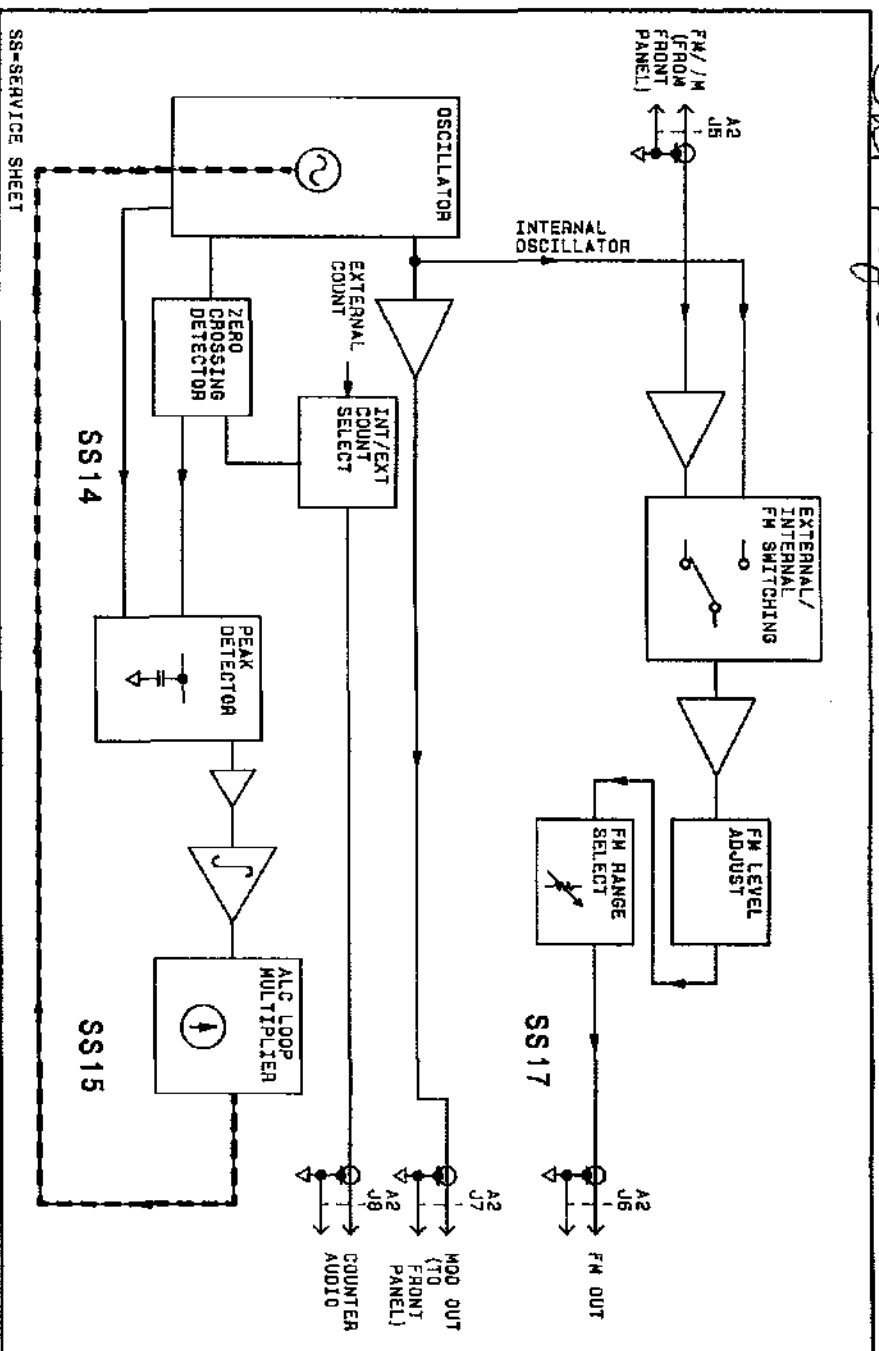 FM/ΓM
(FROM
FRONT
PANEL)
A2
J5
INTERNAL
OSCILLATOR
EXTERNAL/
INTERNAL
FM SWITCHING
FM LEVEL
ADJUST
FM RANGE
SELECT
SS17
A2
J6
FM OUT
OSCILLATOR
EXTERNAL
COUNT
INT/EXT
COUNT
SELECT
A2
J7
MOD OUT
(TO
FRONT
PANEL)
ZERO
CROSSING
DETECTOR
SS14
PEAK
DETECTOR
ALC LOOP
MULTIPLIER
SS15
A2
J8
COUNTER
AUDIO
SS=SERVICE SHEET